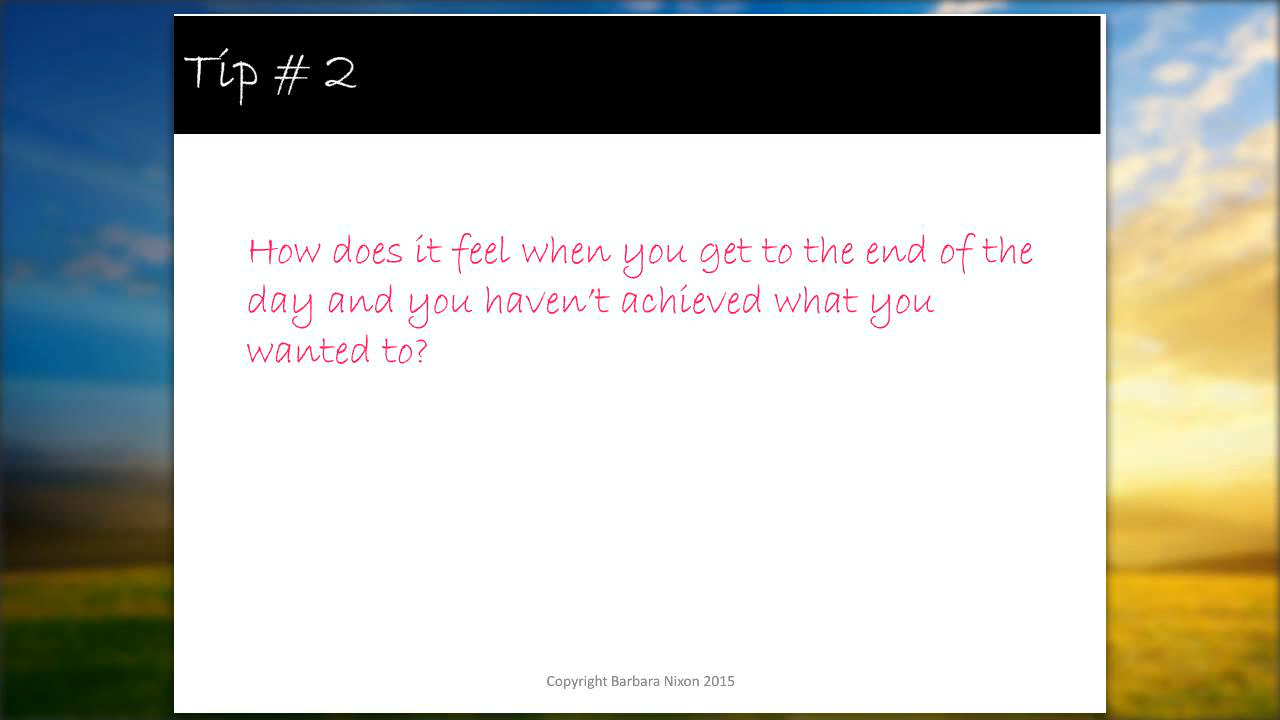 Tip # 2
How does it feel when you get to the end of the
day and you haven't achieved what you
wanted to?
Copyright Barbara Nixon 2015